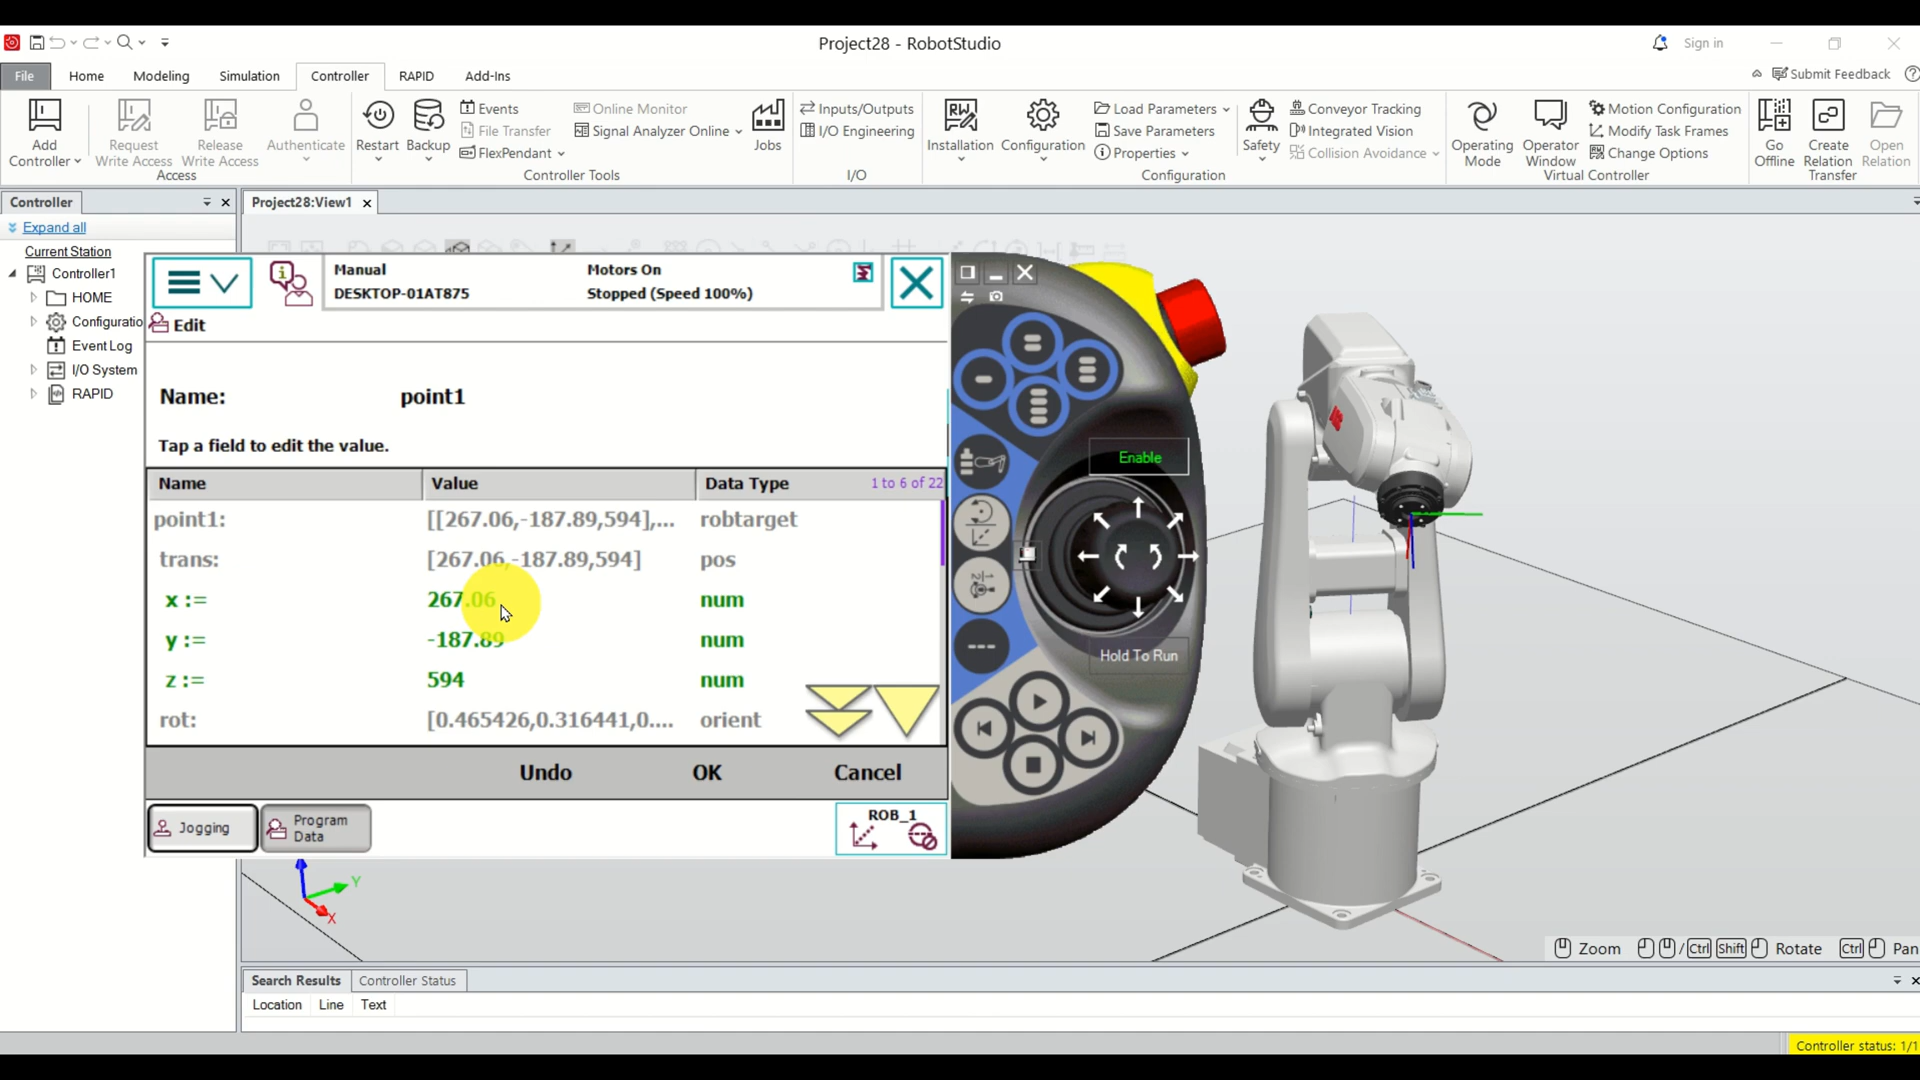 Project28 - RobotStudio
Sign in
File Home Modeling Simulation Controller RAPID Add-Ins
Submit Feedback
Add Controller
Request Write Access
Release Write Access
Authenticate
Access
Restart
Backup
Events
File Transfer
FlexPendant
Online Monitor
Signal Analyzer Online
Jobs
Controller Tools
Inputs/Outputs
I/O Engineering
I/O
Installation
Configuration
Load Parameters
Save Parameters
Properties
Safety
Conveyor Tracking
Integrated Vision
Collision Avoidance
Configuration
Operating Mode
Operator Window
Motion Configuration
Modify Task Frames
Change Options
Virtual Controller
Go Offline
Create Relation
Open Relation
Transfer
Controller
Project28:View1
Expand all
Current Station
Controller1
HOME
Configuratio
Event Log
I/O System
RAPID
Manual
DESKTOP-01AT875
Motors On
Stopped (Speed 100%)
Edit
Name: point1
Tap a field to edit the value.
Name Value Data Type 1 to 6 of 22
point1: [[267.06,-187.89,594],... robtarget
trans: [267.06,-187.89,594] pos
x := 267.06 num
y := -187.89 num
z := 594 num
rot: [0.465426,0.316441,0.... orient
Undo OK Cancel
Jogging
Program Data
ROB_1
Enable
Hold To Run
Y
X
Zoom / Ctrl Shift Rotate Ctrl Pan
Search Results Controller Status
Location Line Text
Controller status: 1/1